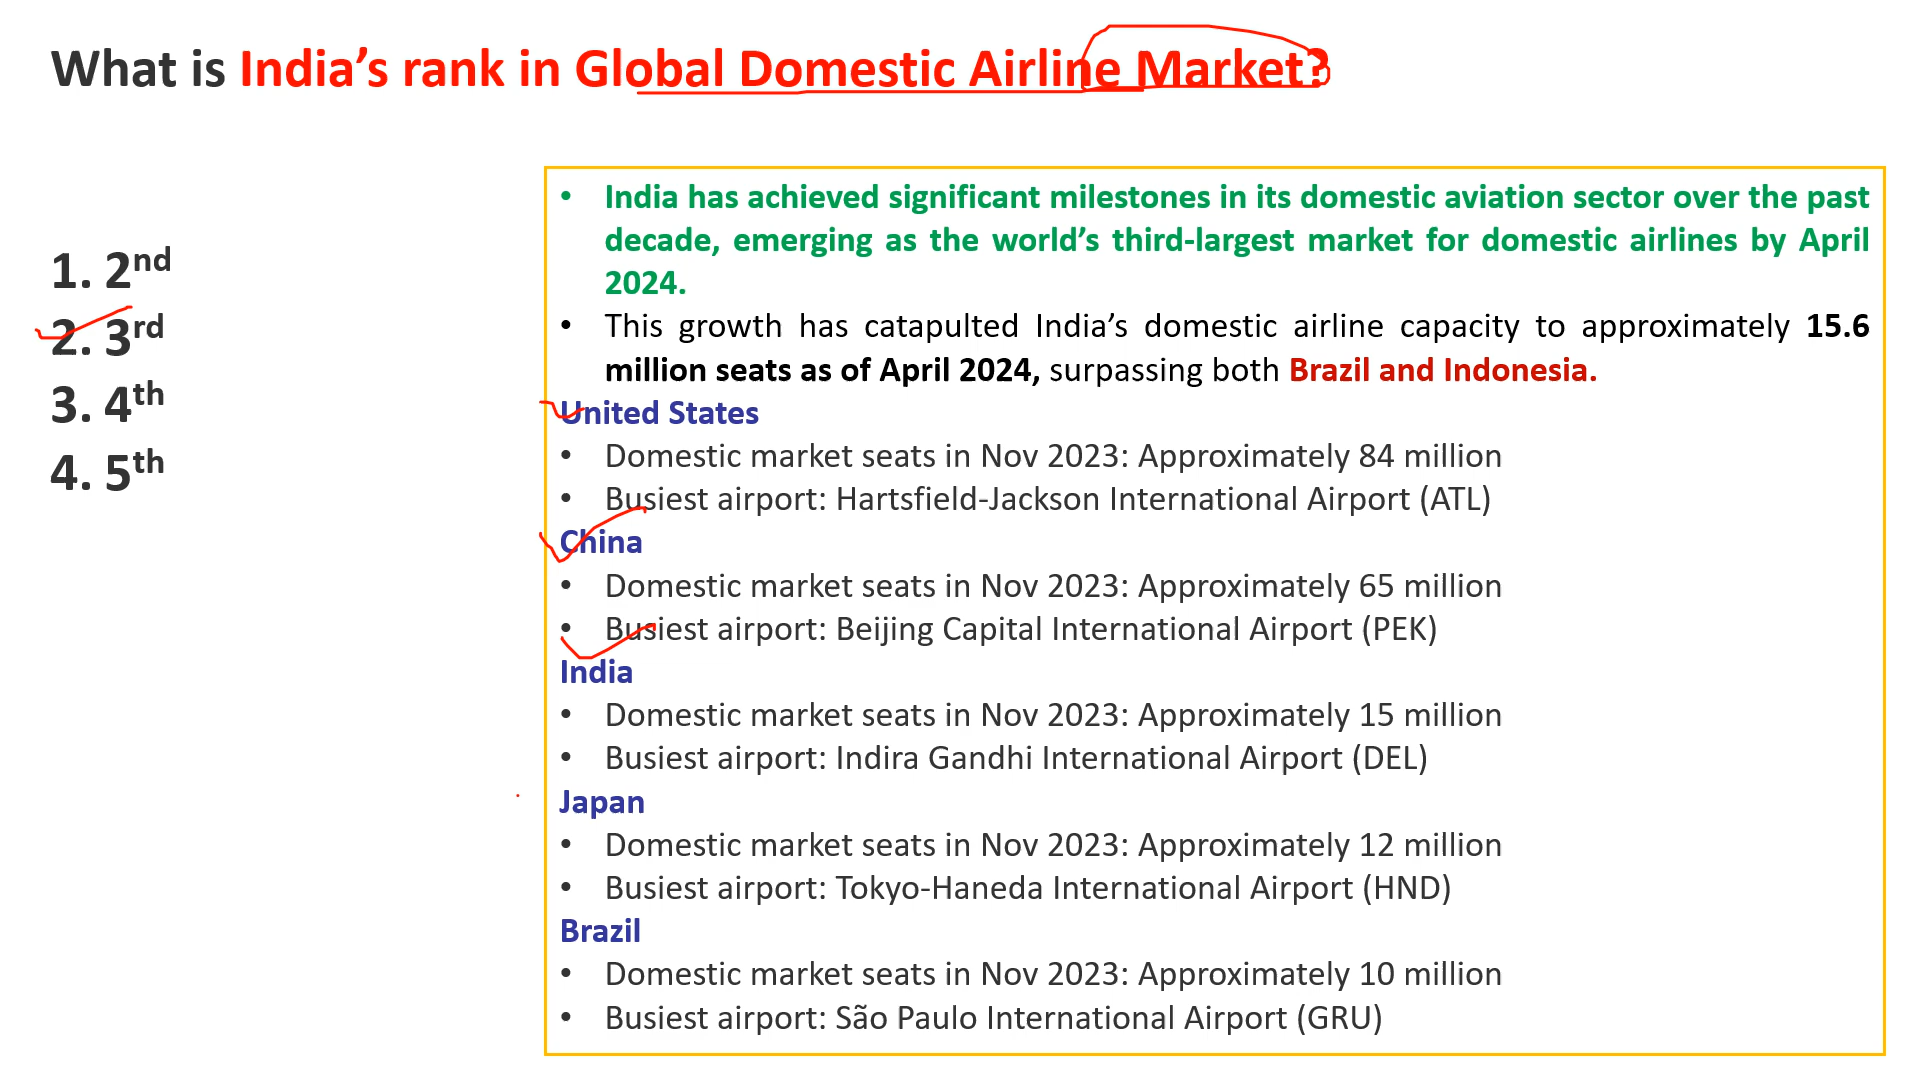 What is India’s rank in Global Domestic Airline Market?
1. 2nd
2. 3rd
3. 4th
4. 5th
• India has achieved significant milestones in its domestic aviation sector over the past
decade, emerging as the world’s third-largest market for domestic airlines by April
2024.
• This growth has catapulted India’s domestic airline capacity to approximately 15.6
million seats as of April 2024, surpassing both Brazil and Indonesia.
United States
• Domestic market seats in Nov 2023: Approximately 84 million
• Busiest airport: Hartsfield-Jackson International Airport (ATL)
China
• Domestic market seats in Nov 2023: Approximately 65 million
• Busiest airport: Beijing Capital International Airport (PEK)
India
• Domestic market seats in Nov 2023: Approximately 15 million
• Busiest airport: Indira Gandhi International Airport (DEL)
Japan
• Domestic market seats in Nov 2023: Approximately 12 million
• Busiest airport: Tokyo-Haneda International Airport (HND)
Brazil
• Domestic market seats in Nov 2023: Approximately 10 million
• Busiest airport: São Paulo International Airport (GRU)